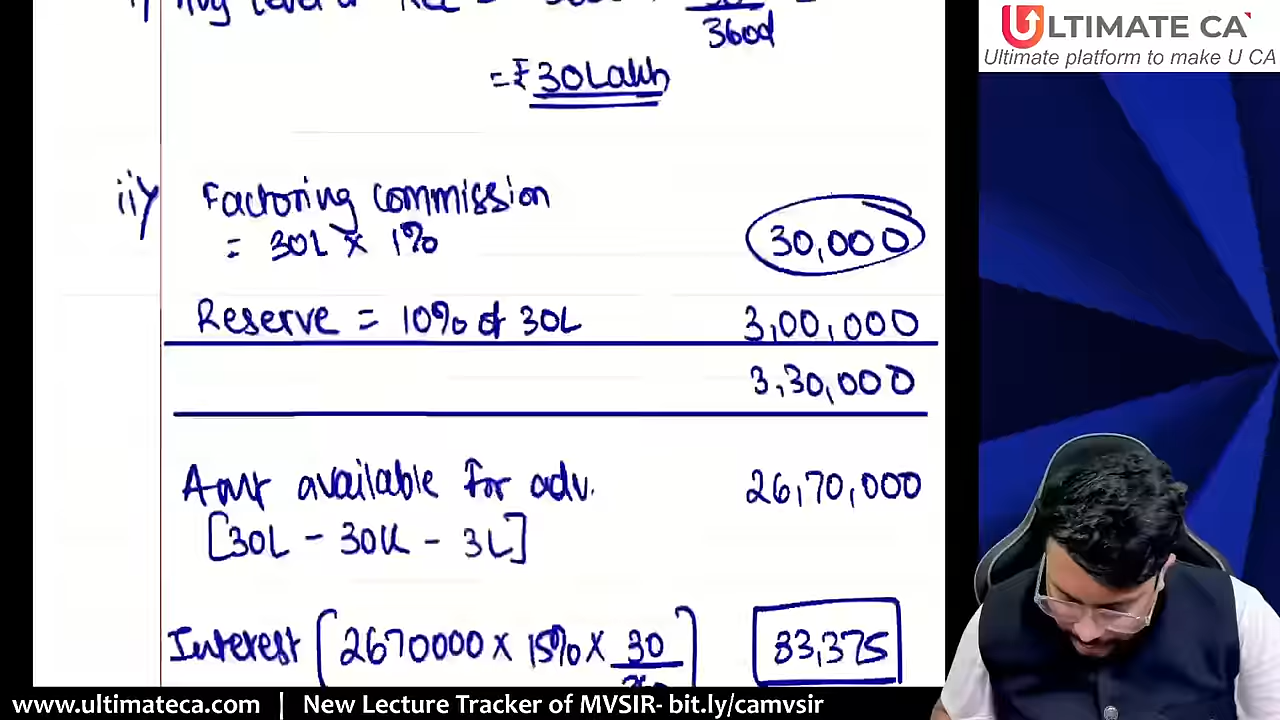 ULTIMATE CA
Ultimate platform to make U CA
360d
= ₹30Lakh
ii) Factoring commission
= 30L × 1% 30,000
Reserve = 10% of 30L 3,00,000
3,30,000
Amt available for adv. 26,70,000
[30L - 30K - 3L]
Interest [2670000 × 15% × 30 33,375
www.ultimateca.com | New Lecture Tracker of MVSIR- bit.ly/camvsir